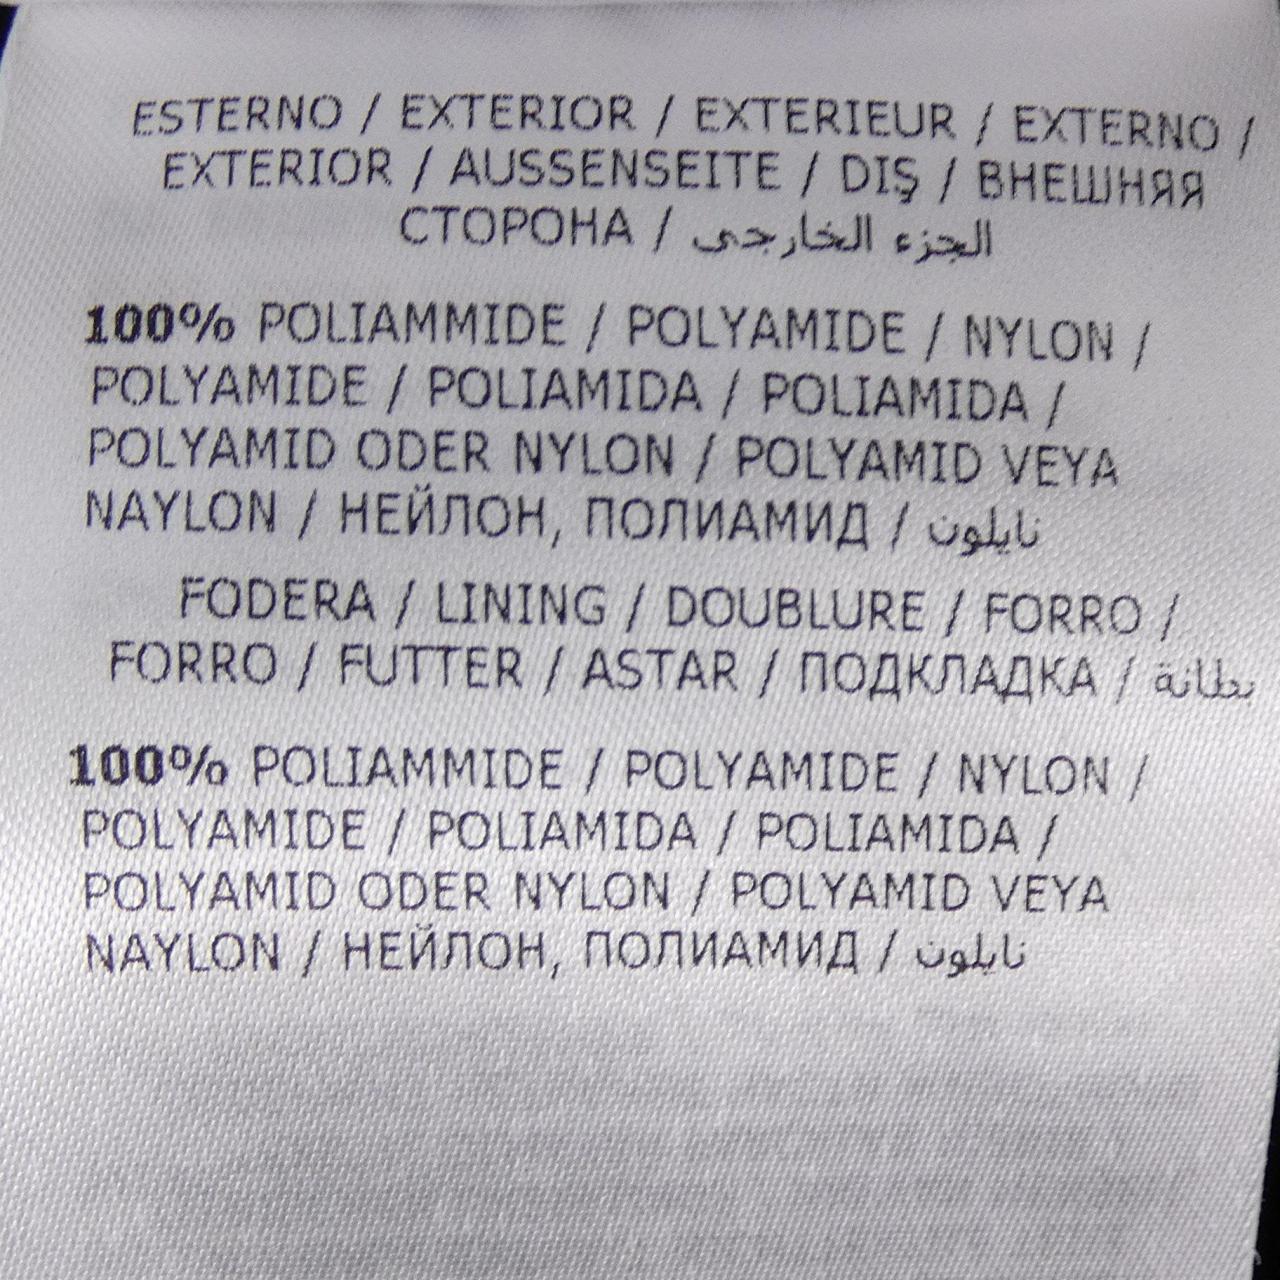 ESTERNO / EXTERIOR / EXTERIEUR / EXTERNO /
EXTERIOR / AUSSENSEITE / DIŞ / ВНЕШНЯЯ
СТОРОНА / الجزء الخارجى
100% POLIAMMIDE / POLYAMIDE / NYLON /
POLYAMIDE / POLIAMIDA / POLIAMIDA /
POLYAMID ODER NYLON / POLYAMID VEYA
NAYLON / НЕЙЛОН, ПОЛИАМИД / نايلون
FODERA / LINING / DOUBLURE / FORRO /
FORRO / FUTTER / ASTAR / ПОДКЛАДКА / بطانة
100% POLIAMMIDE / POLYAMIDE / NYLON /
POLYAMIDE / POLIAMIDA / POLIAMIDA /
POLYAMID ODER NYLON / POLYAMID VEYA
NAYLON / НЕЙЛОН, ПОЛИАМИД / نايلون